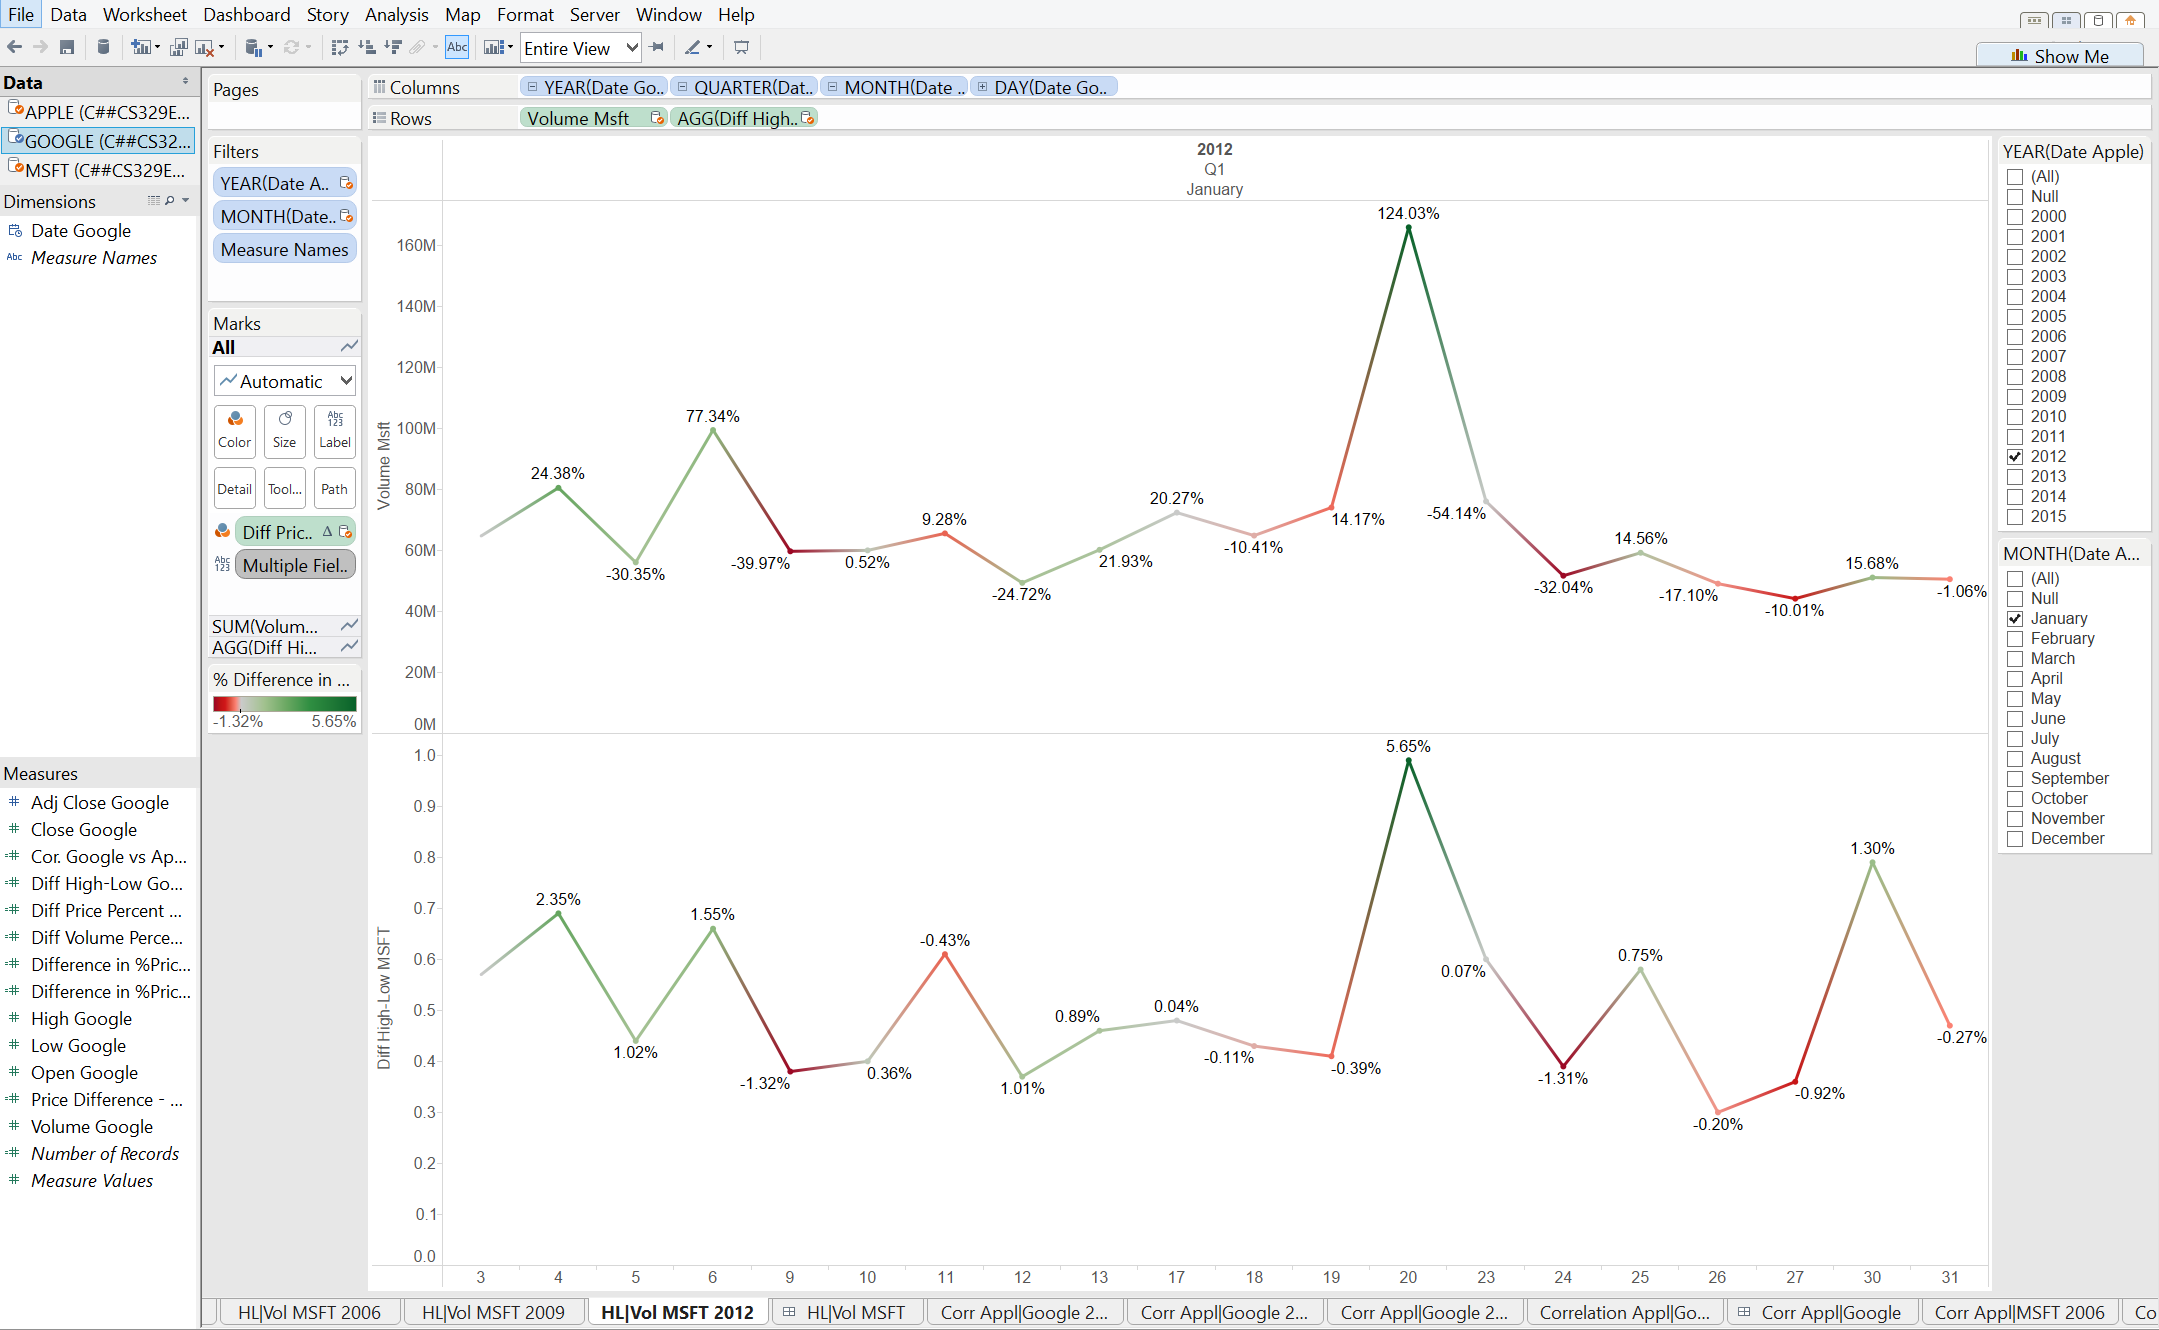 File Data Worksheet Dashboard Story Analysis Map Format Server Window Help
Abc Entire View
Show Me
Data
APPLE (C##CS329E...
GOOGLE (C##CS32...
MSFT (C##CS329E...
Dimensions
Date Google
Abc Measure Names
Measures
Adj Close Google
Close Google
Cor. Google vs Ap...
Diff High-Low Go...
Diff Price Percent ...
Diff Volume Perce...
Difference in %Pric...
Difference in %Pric...
High Google
Low Google
Open Google
Price Difference - ...
Volume Google
Number of Records
Measure Values
Pages
Filters
YEAR(Date A..
MONTH(Date..
Measure Names
Marks
All
Automatic
Abc
123
Color Size Label
Detail Tool... Path
Diff Pric.. Δ
Abc
123
Multiple Fiel..
SUM(Volum...
AGG(Diff Hi...
% Difference in ...
-1.32% 5.65%
Columns YEAR(Date Go.. QUARTER(Dat.. MONTH(Date .. DAY(Date Go..
Rows Volume Msft AGG(Diff High..
2012
Q1
January
Volume Msft
160M
140M
120M
100M
80M
60M
40M
20M
0M
24.38%
-30.35%
77.34%
-39.97%
0.52%
9.28%
-24.72%
21.93%
20.27%
-10.41%
14.17%
124.03%
-54.14%
-32.04%
14.56%
-17.10%
-10.01%
15.68%
-1.06%
Diff High-Low MSFT
1.0
0.9
0.8
0.7
0.6
0.5
0.4
0.3
0.2
0.1
0.0
2.35%
1.02%
1.55%
-1.32%
0.36%
-0.43%
1.01%
0.89%
0.04%
-0.11%
-0.39%
5.65%
0.07%
-1.31%
0.75%
-0.20%
-0.92%
1.30%
-0.27%
3 4 5 6 9 10 11 12 13 17 18 19 20 23 24 25 26 27 30 31
YEAR(Date Apple)
(All)
Null
2000
2001
2002
2003
2004
2005
2006
2007
2008
2009
2010
2011
2012
2013
2014
2015
MONTH(Date A...
(All)
Null
January
February
March
April
May
June
July
August
September
October
November
December
HL|Vol MSFT 2006 HL|Vol MSFT 2009 HL|Vol MSFT 2012 HL|Vol MSFT Corr Appl|Google 2... Corr Appl|Google 2... Corr Appl|Google 2... Correlation Appl|Go... Corr Appl|Google Corr Appl|MSFT 2006 Co